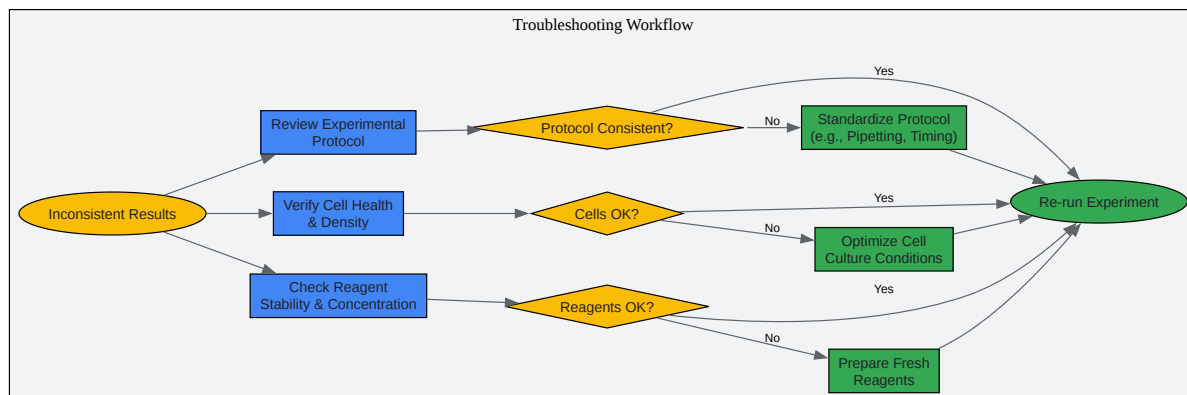 Troubleshooting Workflow
Yes
Review Experimental
Protocol
Protocol Consistent?
No
Standardize Protocol
(e.g., Pipetting, Timing)
Inconsistent Results
Verify Cell Health
& Density
Cells OK?
Yes
No
Optimize Cell
Culture Conditions
Re-run Experiment
Check Reagent
Stability & Concentration
Reagents OK?
Yes
No
Prepare Fresh
Reagents